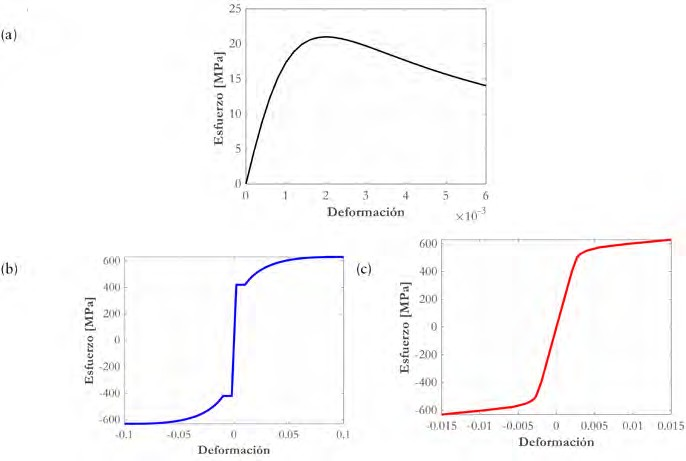 (a)
Esfuerzo [MPa]
25
20
15
10
5
0
0 1 2 3 4 5 6
×10⁻³
Deformación
(b)
Esfuerzo [MPa]
600
400
200
0
-200
-400
-600
-0.1 -0.05 0 0.05 0.1
Deformación
(c)
Esfuerzo [MPa]
600
400
200
0
-200
-400
-600
-0.015 -0.01 -0.005 0 0.005 0.01 0.015
Deformación